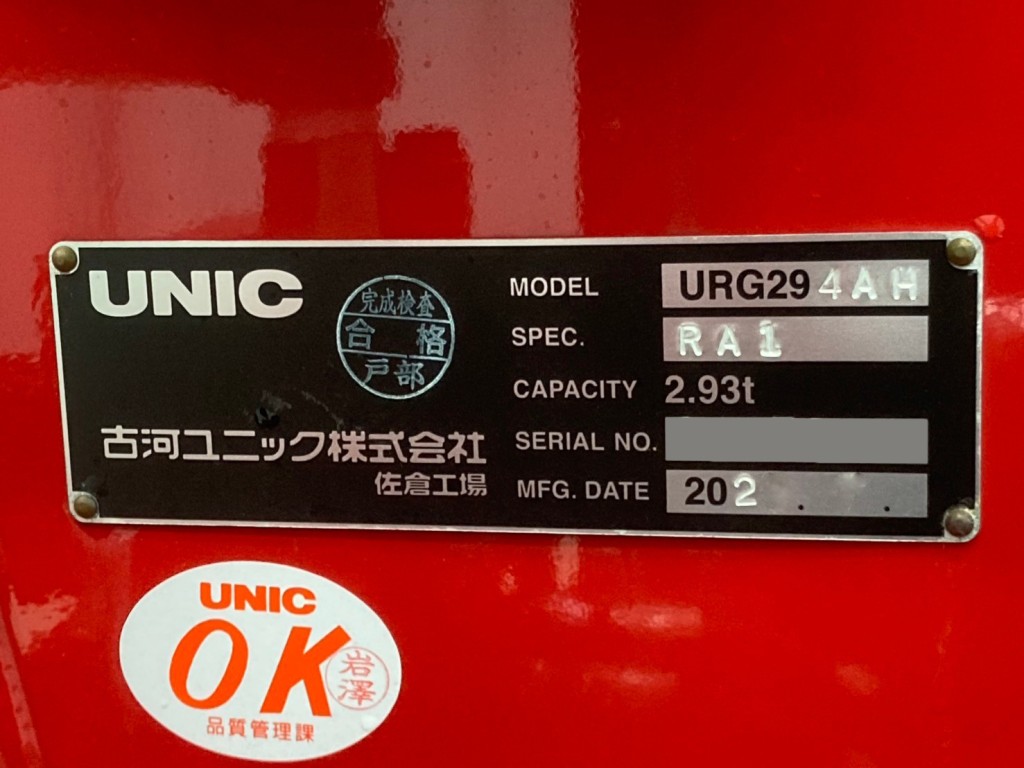 UNIC
完成検査
合格
戸部
古河ユニック株式会社
佐倉工場
MODEL URG294AH
SPEC. RA1
CAPACITY 2.93t
SERIAL NO.
MFG. DATE 202 . .
UNIC
OK
岩澤
品質管理課